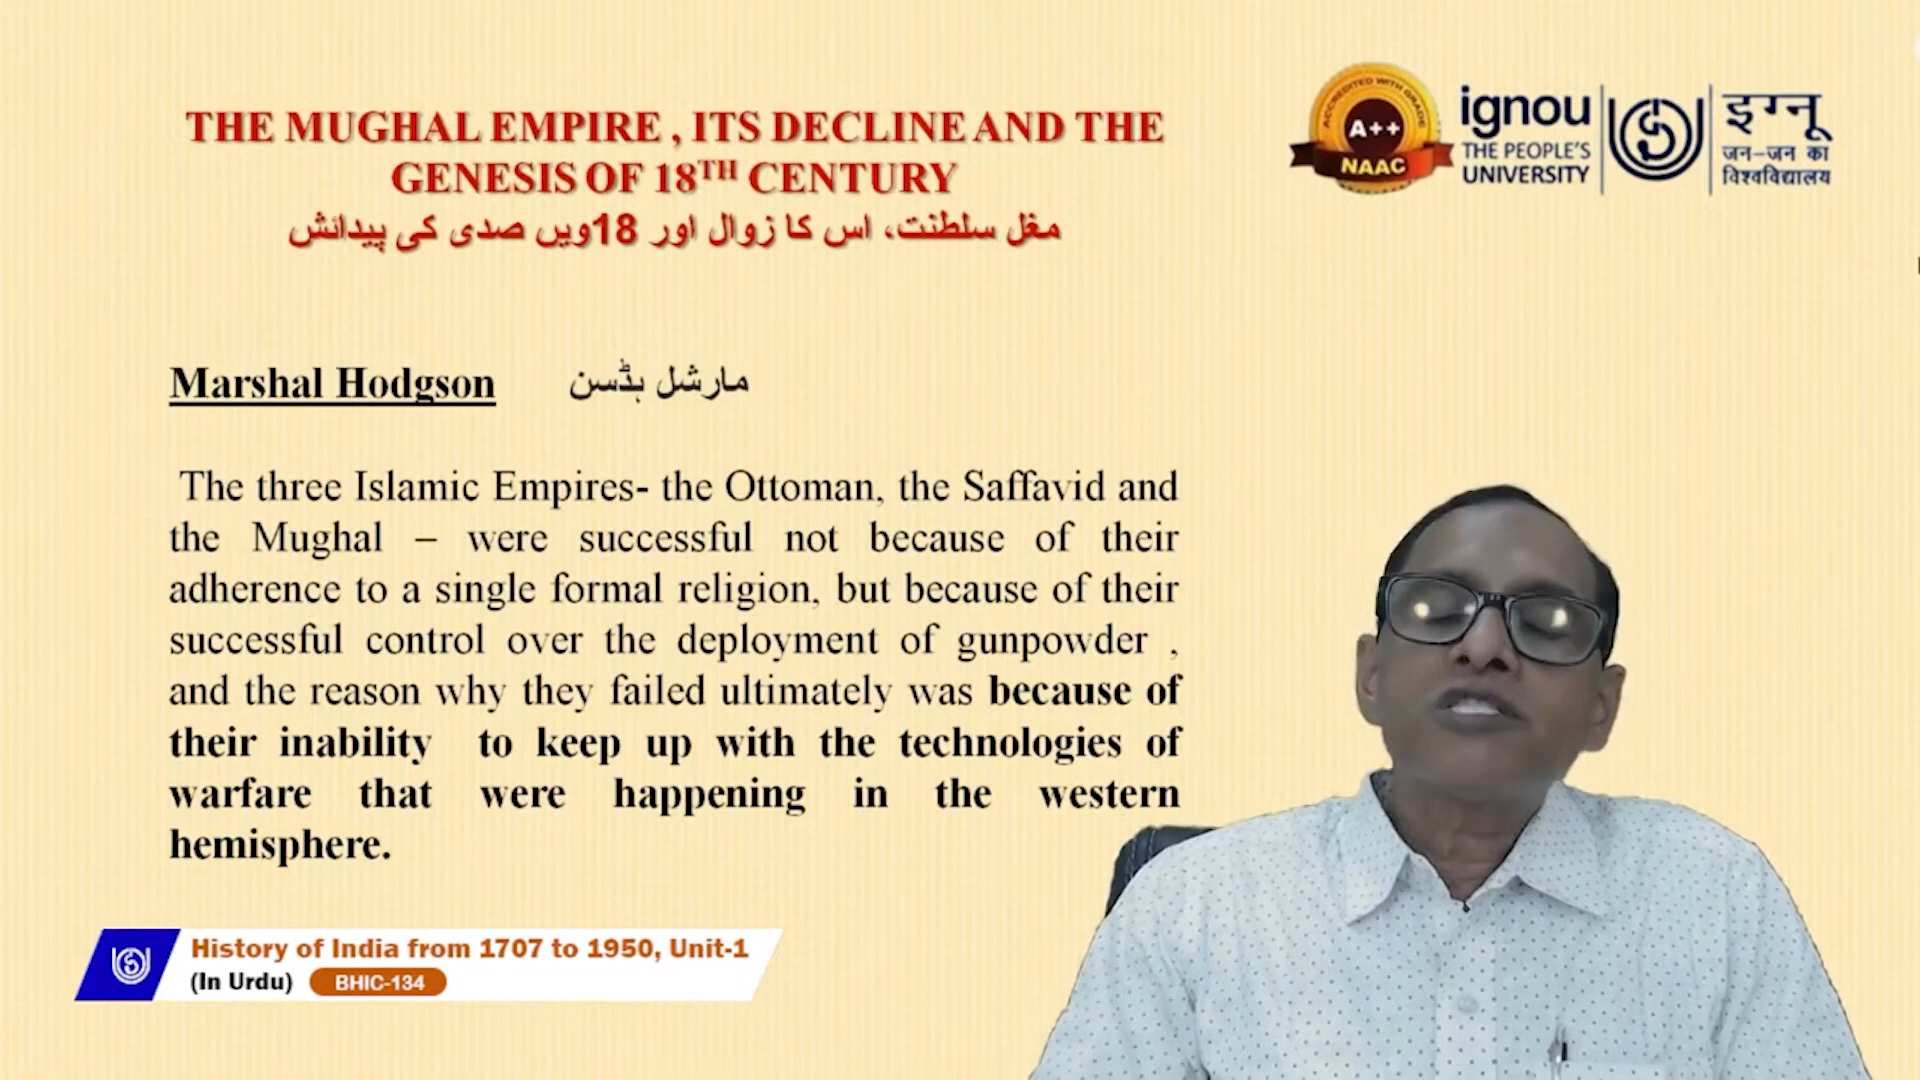 THE MUGHAL EMPIRE , ITS DECLINE AND THE
GENESIS OF 18TH CENTURY
مغل سلطنت، اس کا زوال اور 18ویں صدی کی پیدائش
ACCREDITED WITH GRADE
A++
NAAC
ignou
THE PEOPLE'S
UNIVERSITY
इग्नू
जन-जन का
विश्वविद्यालय
Marshal Hodgson مارشل ہڈسن
The three Islamic Empires- the Ottoman, the Saffavid and
the Mughal – were successful not because of their
adherence to a single formal religion, but because of their
successful control over the deployment of gunpowder ,
and the reason why they failed ultimately was because of
their inability to keep up with the technologies of
warfare that were happening in the western
hemisphere.
History of India from 1707 to 1950, Unit-1
(In Urdu) BHIC-134